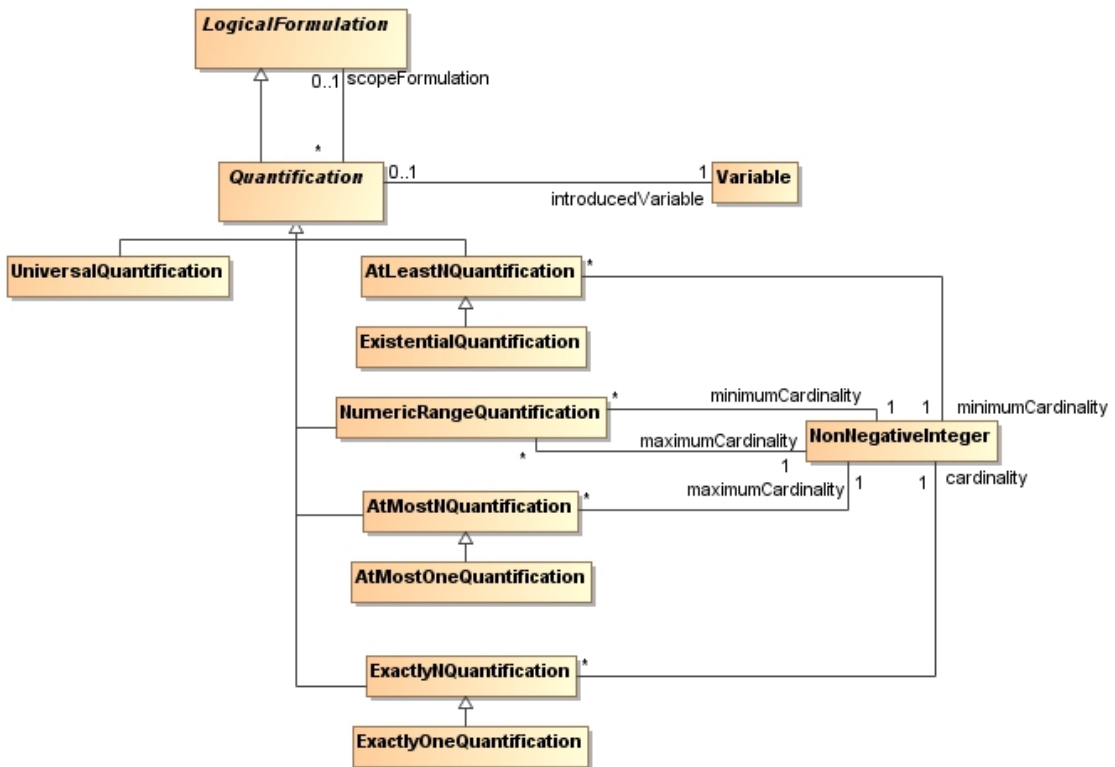 LogicalFormulation
0..1 scopeFormulation
*
Quantification
0..1
1
Variable
introducedVariable
UniversalQuantification
AtLeastNQuantification
*
ExistentialQuantification
NumericRangeQuantification
*
minimumCardinality
1
1
minimumCardinality
*
maximumCardinality
1
NonNegativeInteger
maximumCardinality
1
1
cardinality
AtMostNQuantification
*
AtMostOneQuantification
ExactlyNQuantification
*
ExactlyOneQuantification